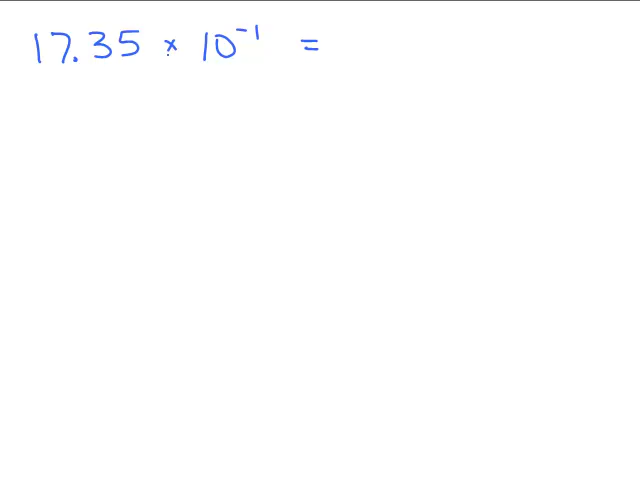 17.35 × 10⁻¹ =